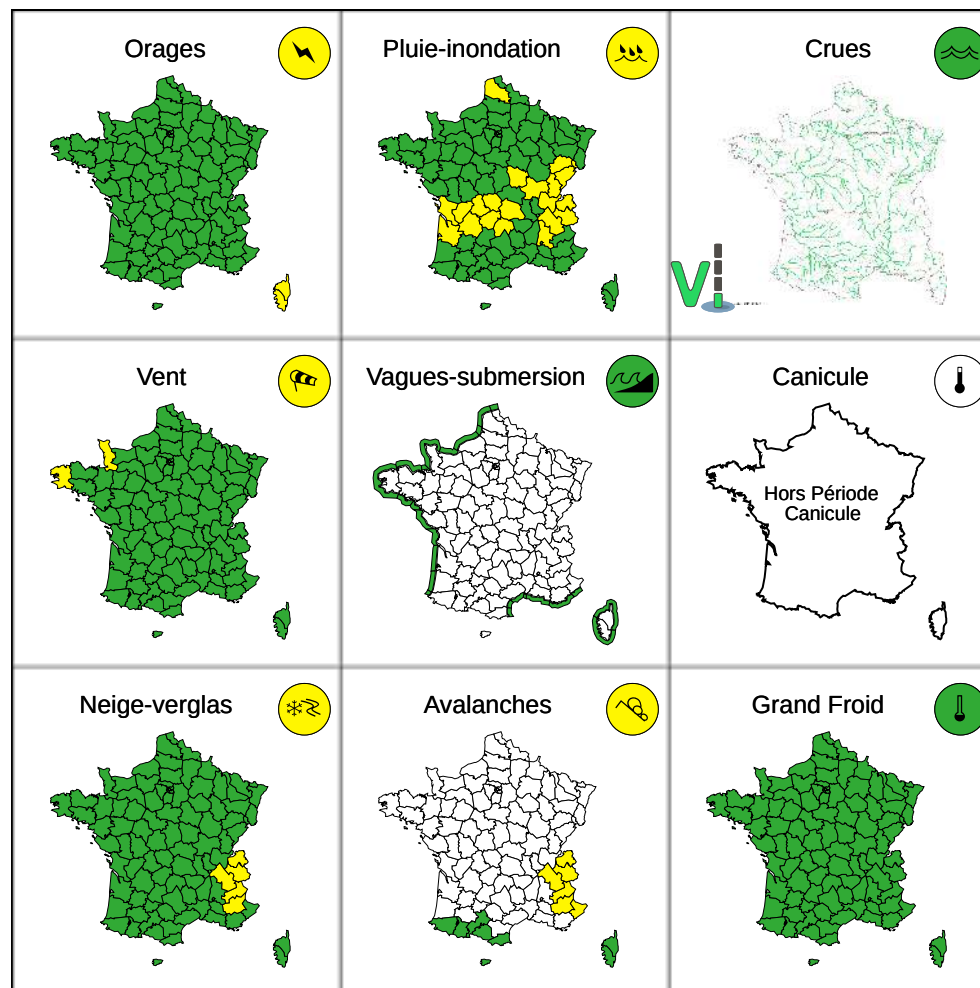 Orages
Pluie-inondation
Crues
Vent
Vagues-submersion
Canicule
Hors Période
Canicule
Neige-verglas
Avalanches
Grand Froid